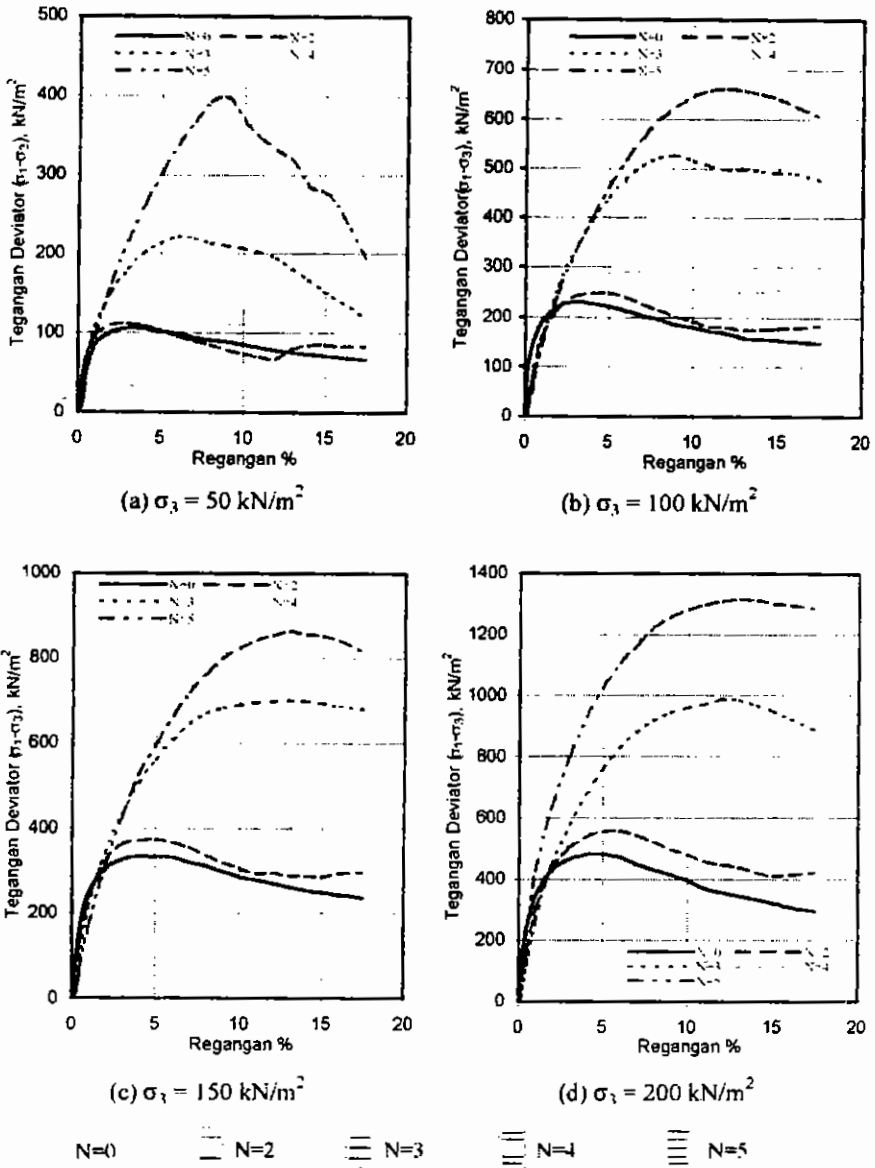 500
400
300
200
100
0
Tegangan Deviator (σ₁-σ₃), kN/m²
N=0
N=2
N=3
N=4
N=5
0 5 10 15 20
Regangan %
(a) σ₃ = 50 kN/m²
800
700
600
500
400
300
200
100
0
Tegangan Deviator(σ₁-σ₃), kN/m²
N=0
N=2
N=3
N=4
N=5
0 5 10 15 20
Regangan %
(b) σ₃ = 100 kN/m²
1000
800
600
400
200
0
Tegangan Deviator (σ₁-σ₃), kN/m²
N=0
N=2
N=3
N=4
N=5
0 5 10 15 20
Regangan %
(c) σ₃ = 150 kN/m²
1400
1200
1000
800
600
400
200
0
Tegangan Deviator (σ₁-σ₃), kN/m²
0 5 10 15 20
Regangan %
(d) σ₃ = 200 kN/m²
N=0 N=2 N=3 N=4 N=5